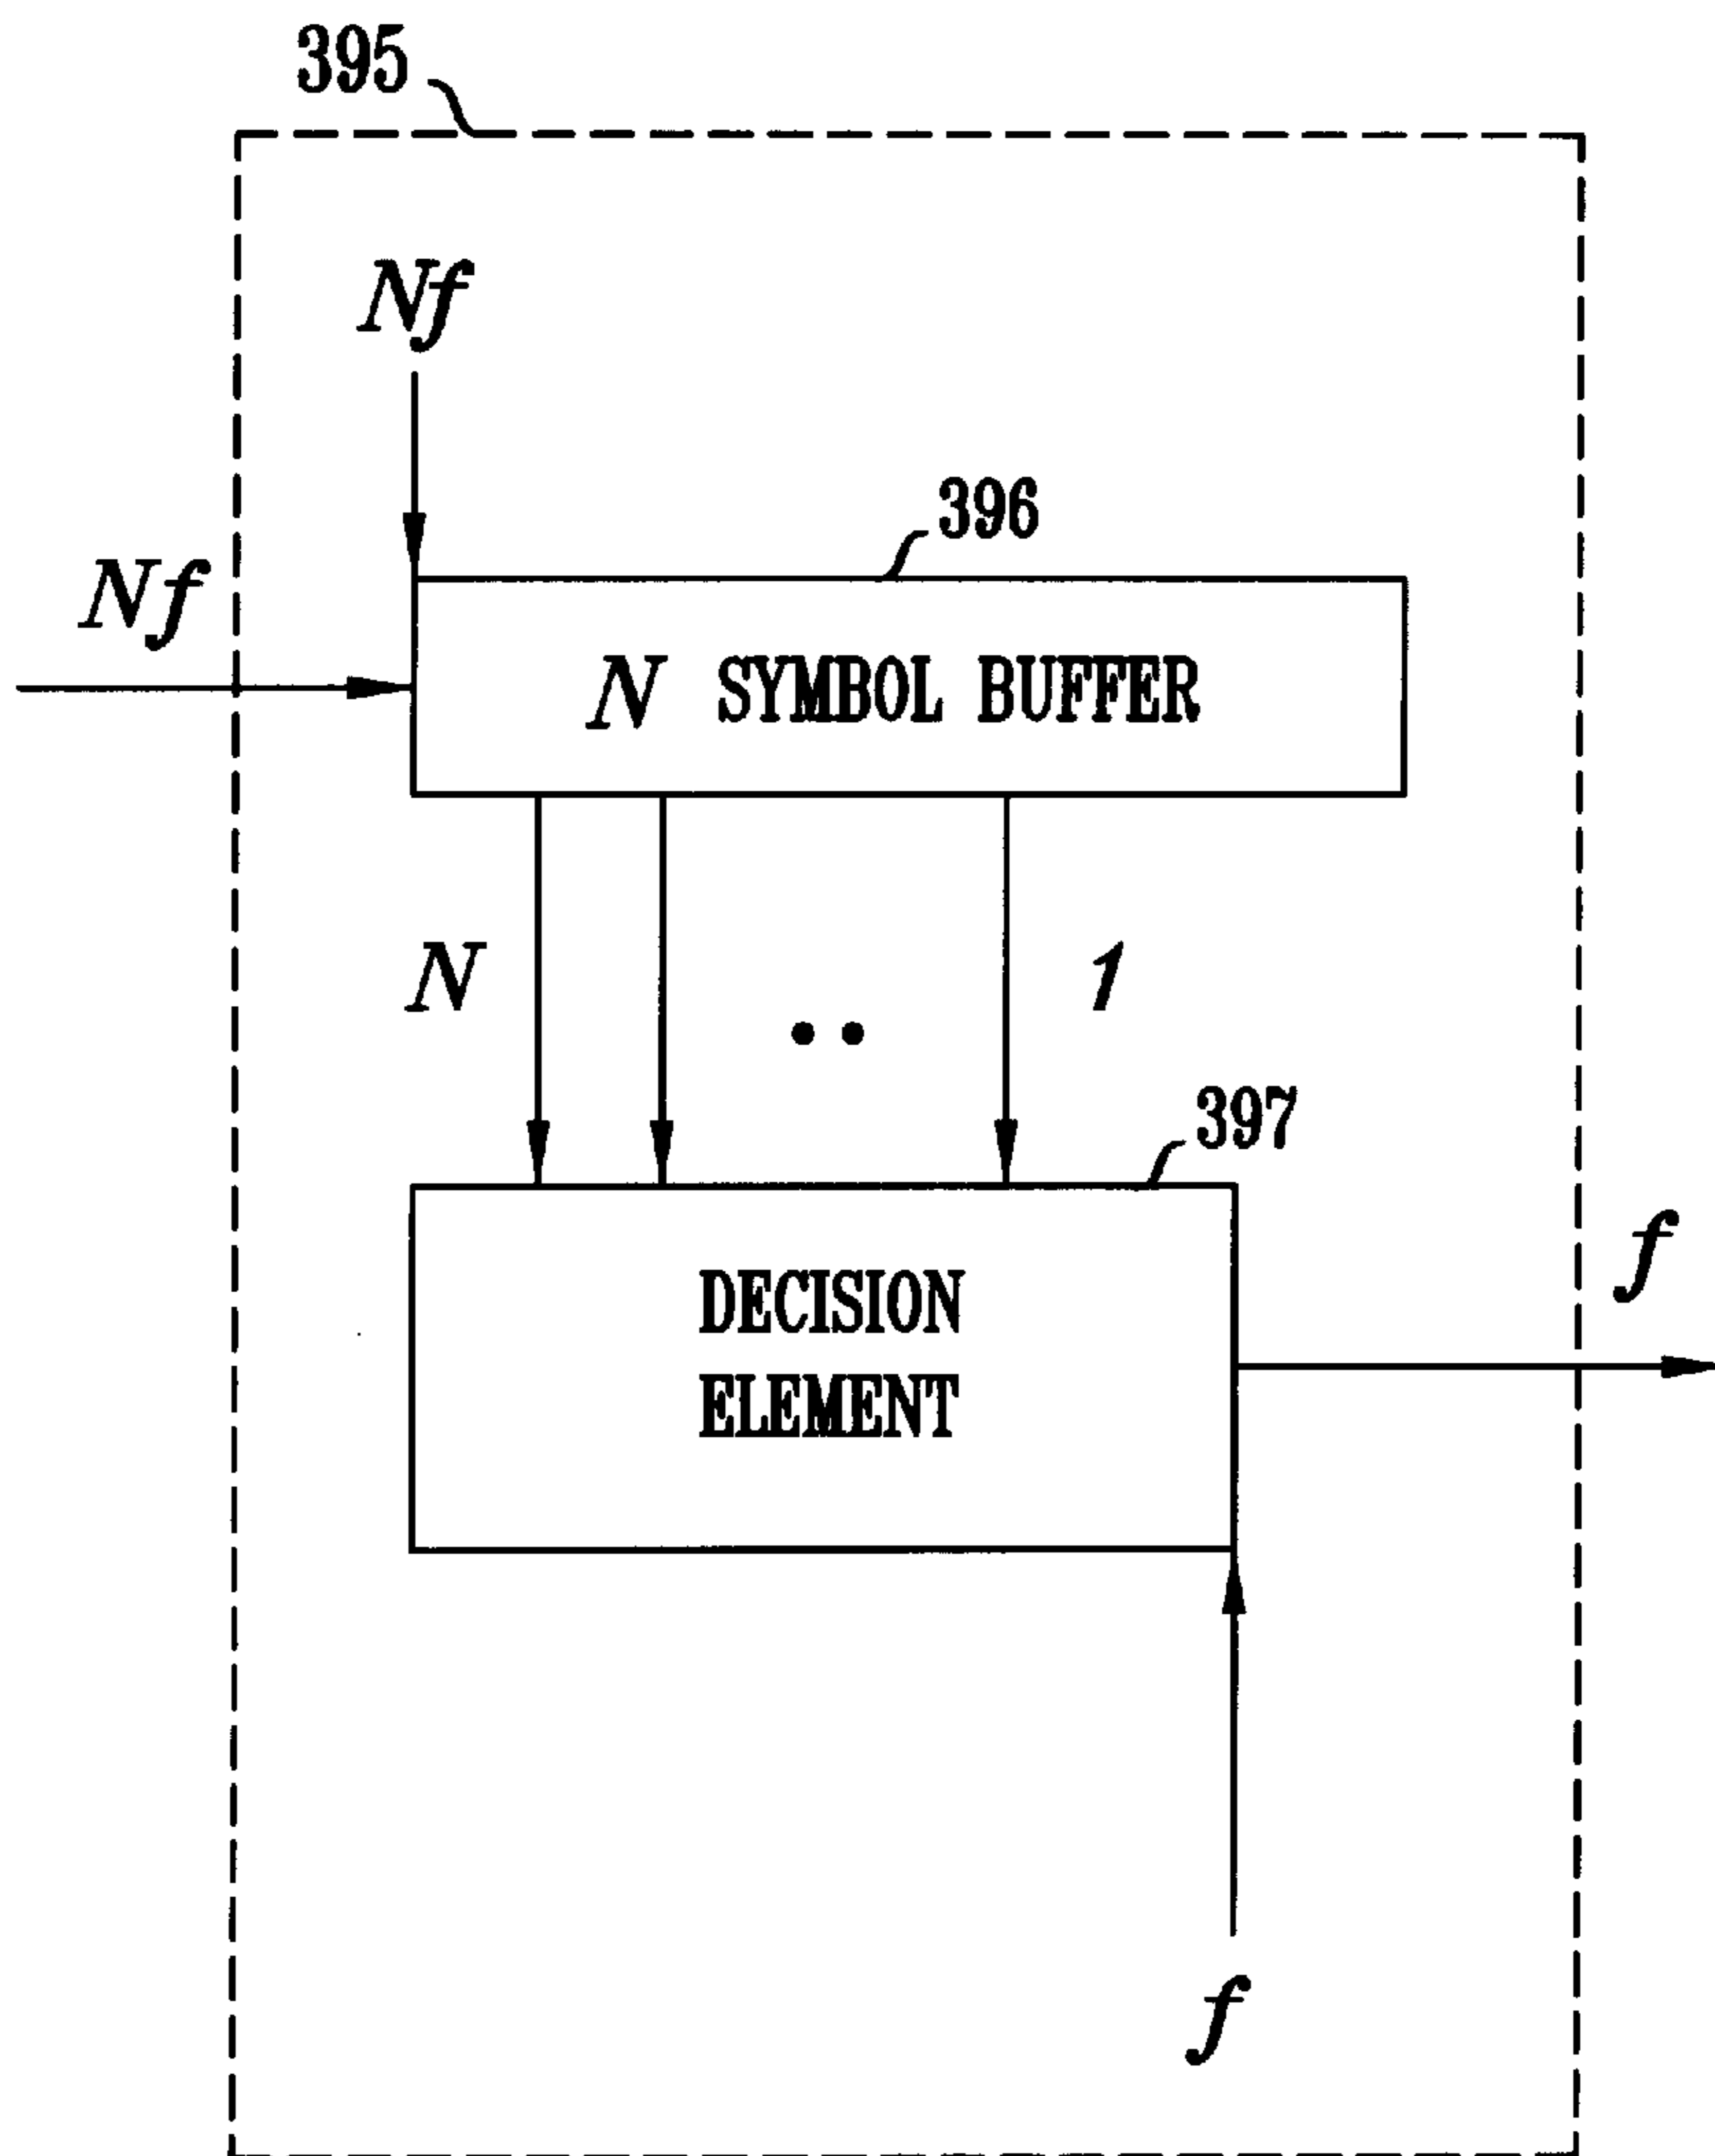 395
Nf
396
Nf
N SYMBOL BUFFER
N
1
397
f
DECISION
ELEMENT
f